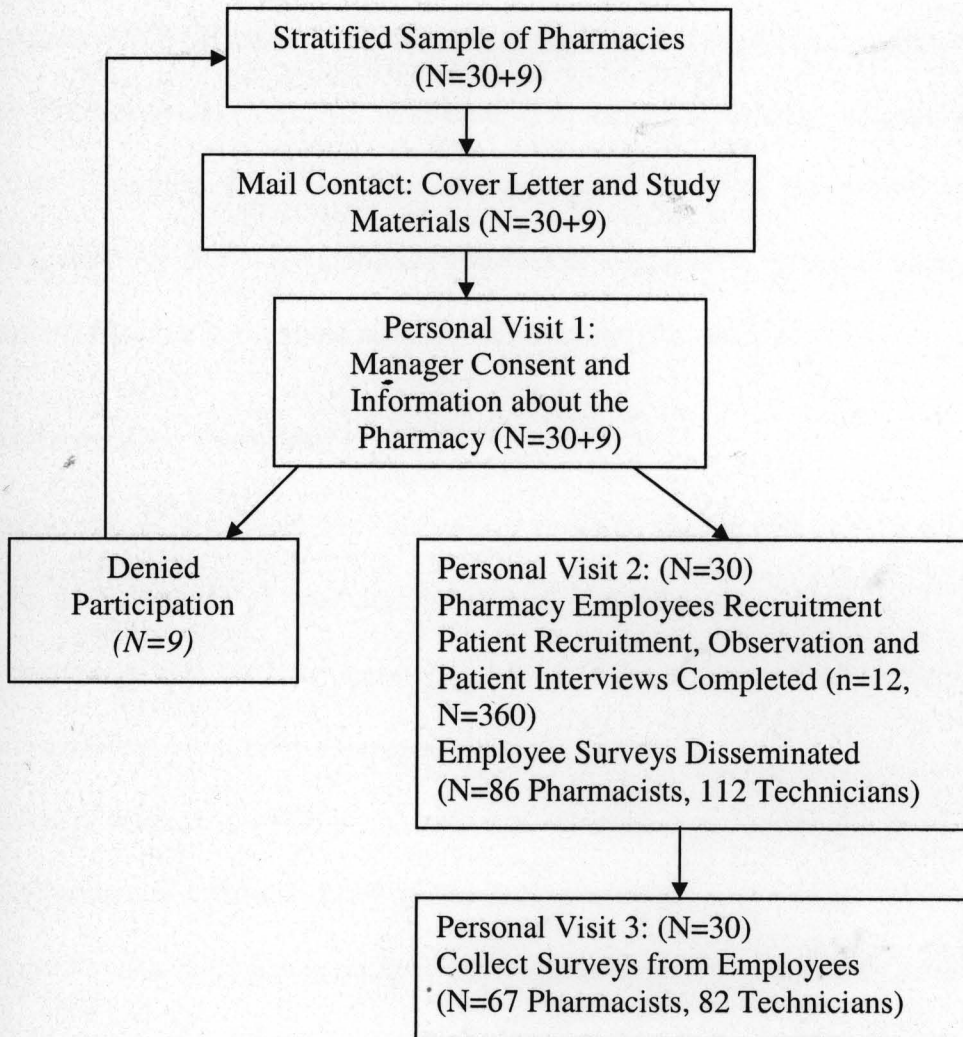 Stratified Sample of Pharmacies
(N=30+9)
Mail Contact: Cover Letter and Study
Materials (N=30+9)
Personal Visit 1:
Manager Consent and
Information about the
Pharmacy (N=30+9)
Denied
Participation
(N=9)
Personal Visit 2: (N=30)
Pharmacy Employees Recruitment
Patient Recruitment, Observation and
Patient Interviews Completed (n=12,
N=360)
Employee Surveys Disseminated
(N=86 Pharmacists, 112 Technicians)
Personal Visit 3: (N=30)
Collect Surveys from Employees
(N=67 Pharmacists, 82 Technicians)